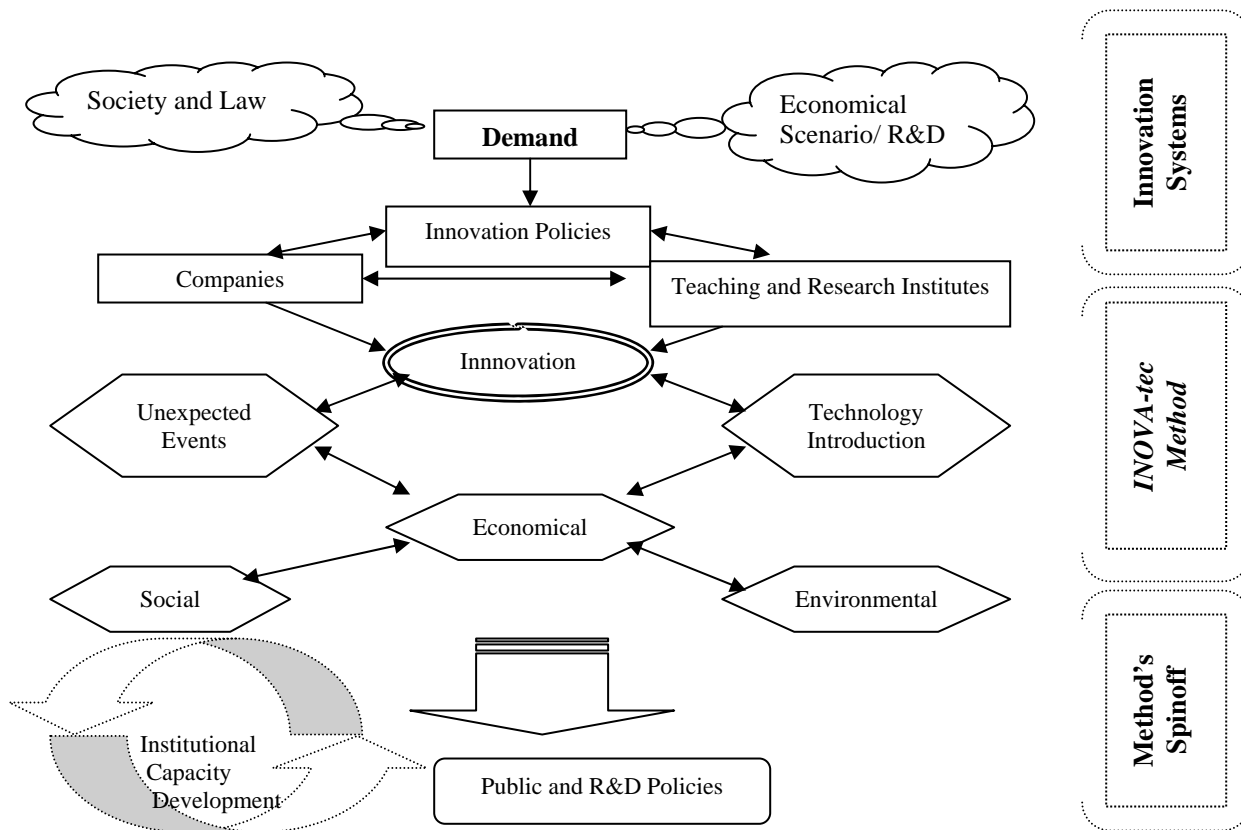 Society and Law
Economical
Scenario/ R&D
Demand
Innovation Policies
Companies
Teaching and Research Institutes
Innnovation
Unexpected
Events
Technology
Introduction
Economical
Social
Environmental
Institutional
Capacity
Development
Public and R&D Policies
Innovation
Systems
INOVA-tec
Method
Method's
Spinoff